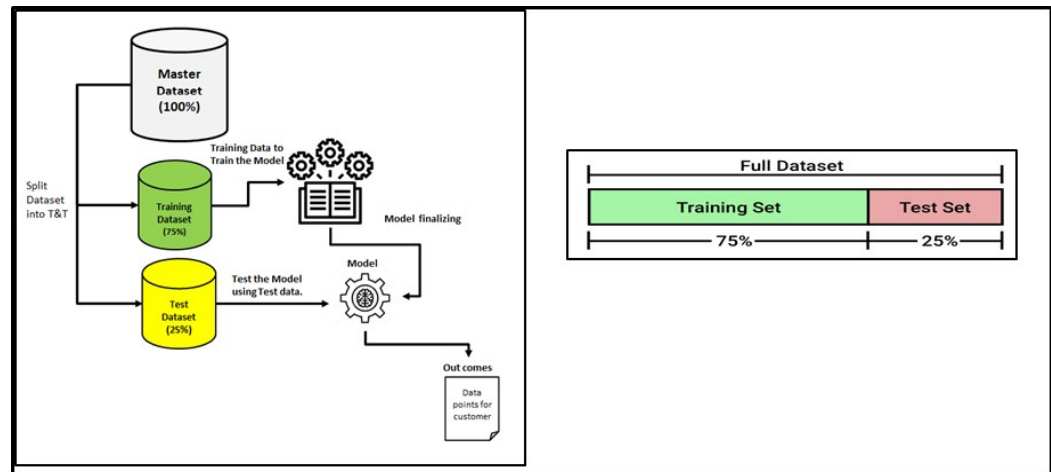 Master
Dataset
(100%)
Split
Dataset
into T&T
Training
Dataset
(75%)
Training Data to
Train the Model
Model finalizing
Test
Dataset
(25%)
Test the Model
using Test data.
Model
Out comes
Data
points for
customer
Full Dataset
Training Set
Test Set
75%
25%